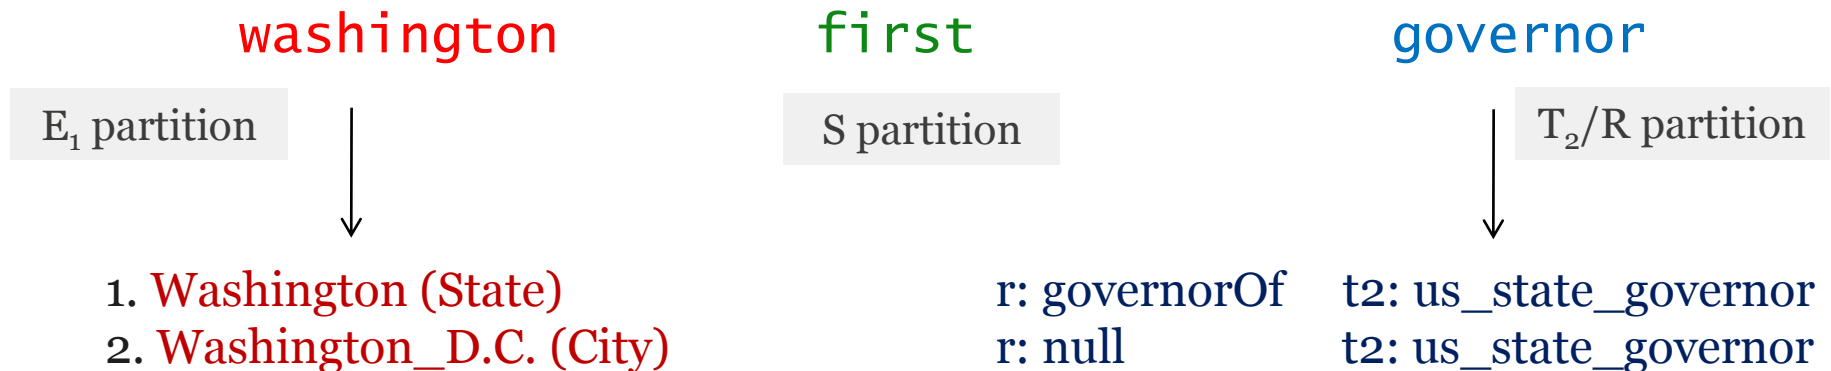 washington first governor
E₁ partition S partition T₂/R partition
1. Washington (State) r: governorOf t2: us_state_governor
2. Washington_D.C. (City) r: null t2: us_state_governor